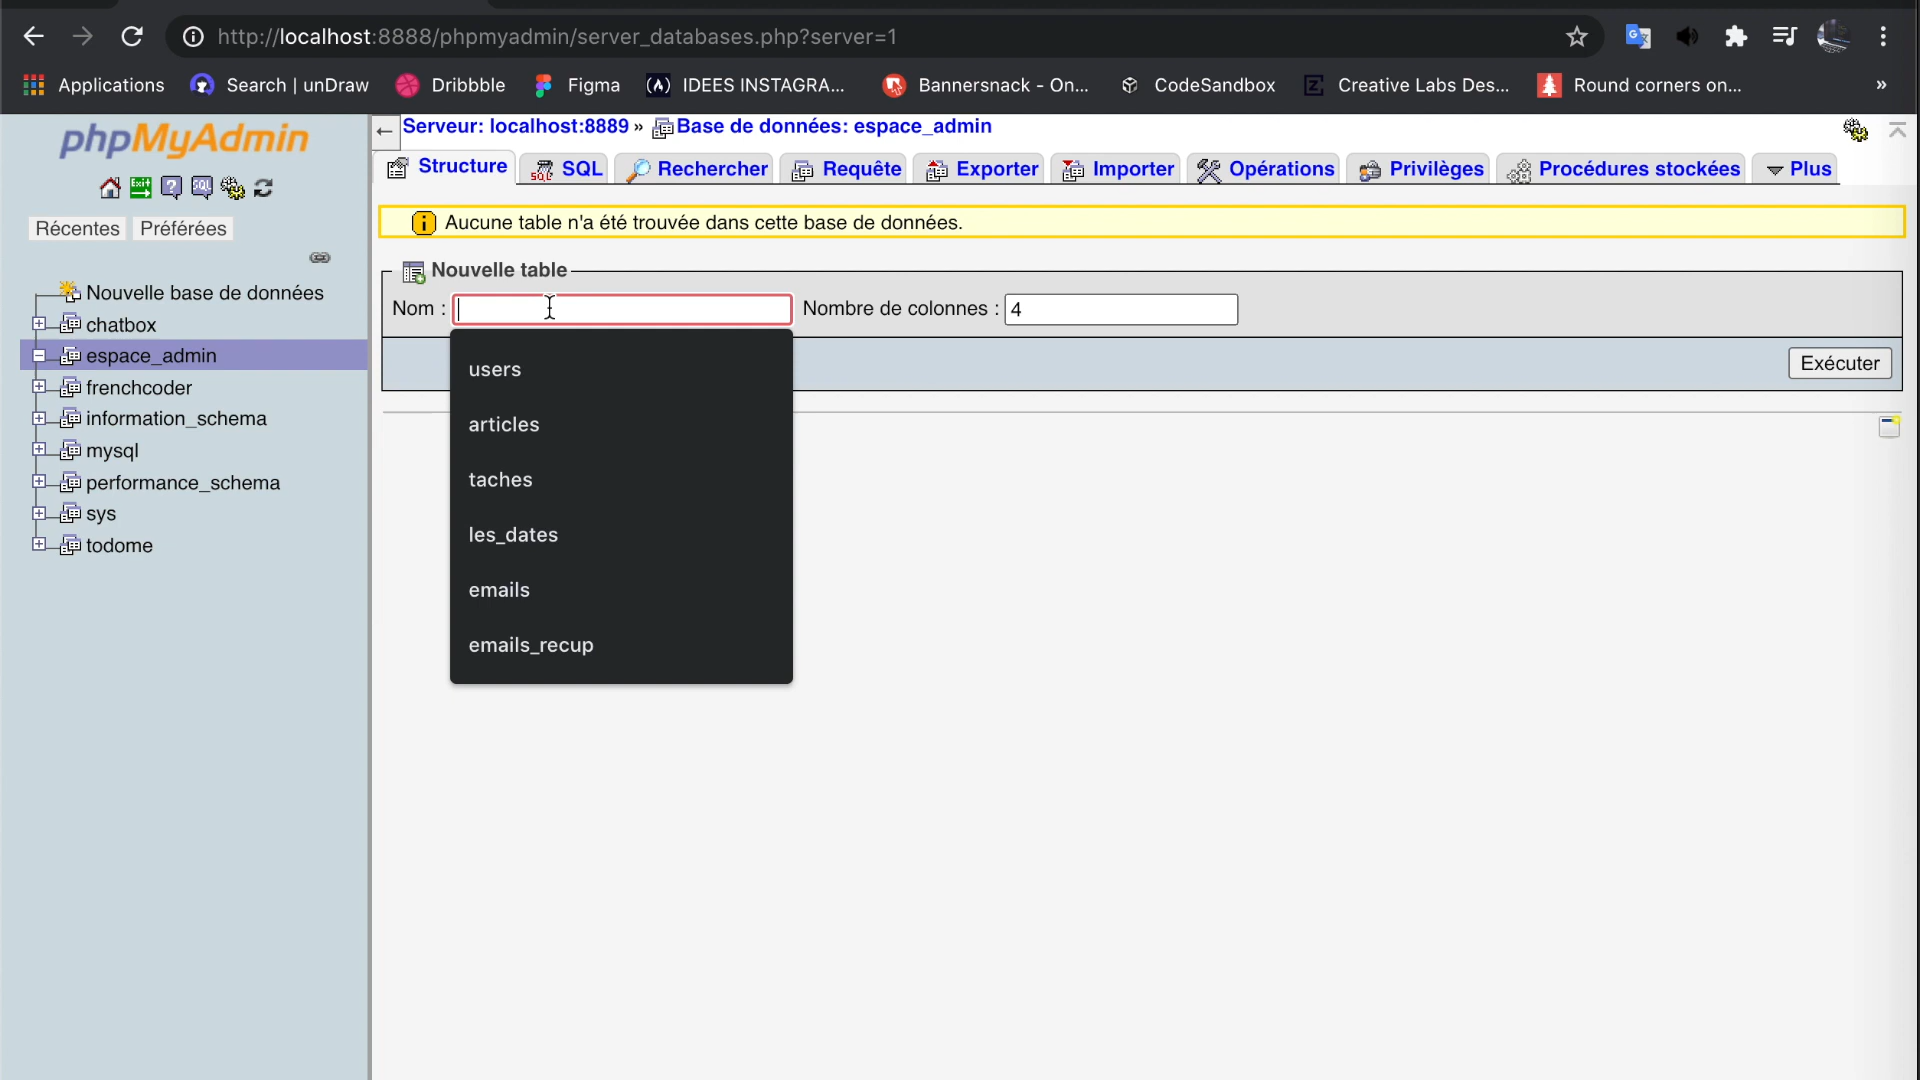 http://localhost:8888/phpmyadmin/server_databases.php?server=1
Applications Search | unDraw Dribbble Figma IDEES INSTAGRA... Bannersnack - On... CodeSandbox Creative Labs Des... Round corners on... »
phpMyAdmin
Récentes Préférées
Nouvelle base de données
chatbox
espace_admin
frenchcoder
information_schema
mysql
performance_schema
sys
todome
Serveur: localhost:8889 » Base de données: espace_admin
Structure SQL Rechercher Requête Exporter Importer Opérations Privilèges Procédures stockées Plus
Aucune table n'a été trouvée dans cette base de données.
Nouvelle table
Nom : Nombre de colonnes : 4
Exécuter
users
articles
taches
les_dates
emails
emails_recup